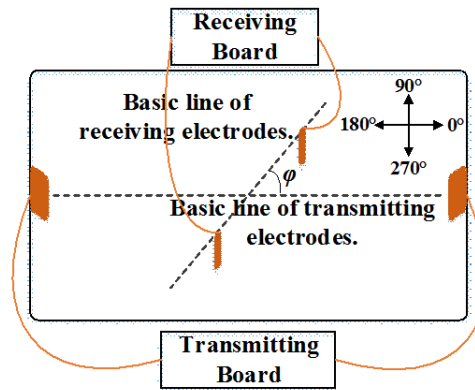 Receiving
Board
Basic line of
receiving electrodes.
90°
180°
0°
270°
φ
Basic line of transmitting
electrodes.
Transmitting
Board